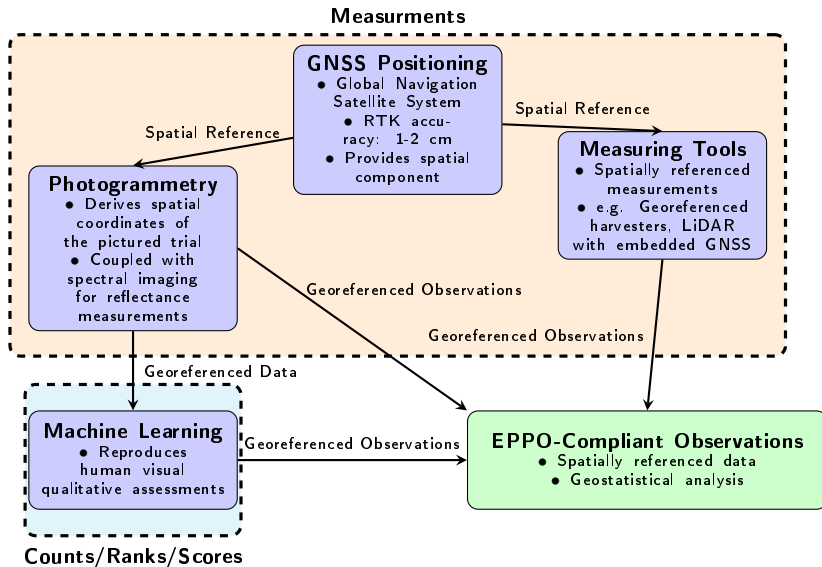 Measurments
GNSS Positioning
● Global Navigation
Satellite System
● RTK accu-
racy: 1-2 cm
● Provides spatial
component
Spatial Reference
Spatial Reference
Measuring Tools
● Spatially referenced
measurements
● e.g. Georeferenced
harvesters, LiDAR
with embedded GNSS
Photogrammetry
● Derives spatial
coordinates of
the pictured trial
● Coupled with
spectral imaging
for reflectance
measurements
Georeferenced Observations
Georeferenced Observations
Georeferenced Data
Machine Learning
● Reproduces
human visual
qualitative assessments
Georeferenced Observations
EPPO-Compliant Observations
● Spatially referenced data
● Geostatistical analysis
Counts/Ranks/Scores